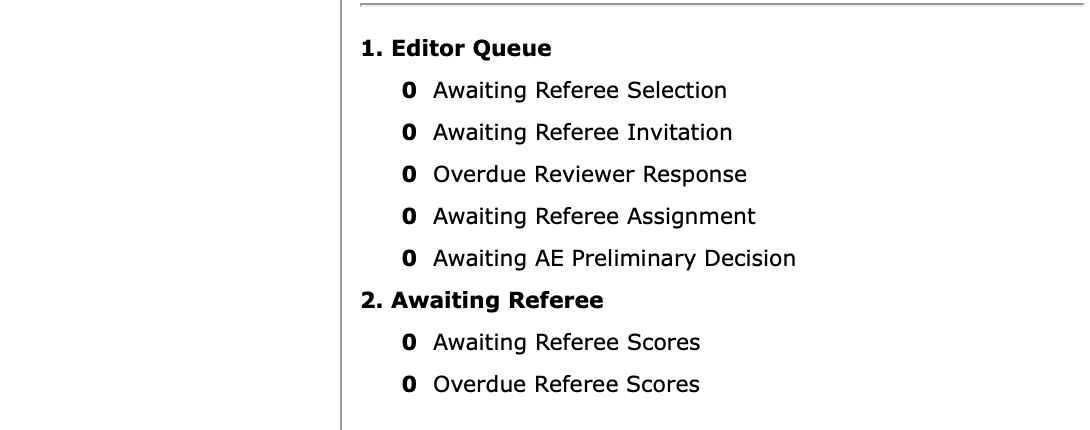 1. Editor Queue
0 Awaiting Referee Selection
0 Awaiting Referee Invitation
0 Overdue Reviewer Response
0 Awaiting Referee Assignment
0 Awaiting AE Preliminary Decision
2. Awaiting Referee
0 Awaiting Referee Scores
0 Overdue Referee Scores